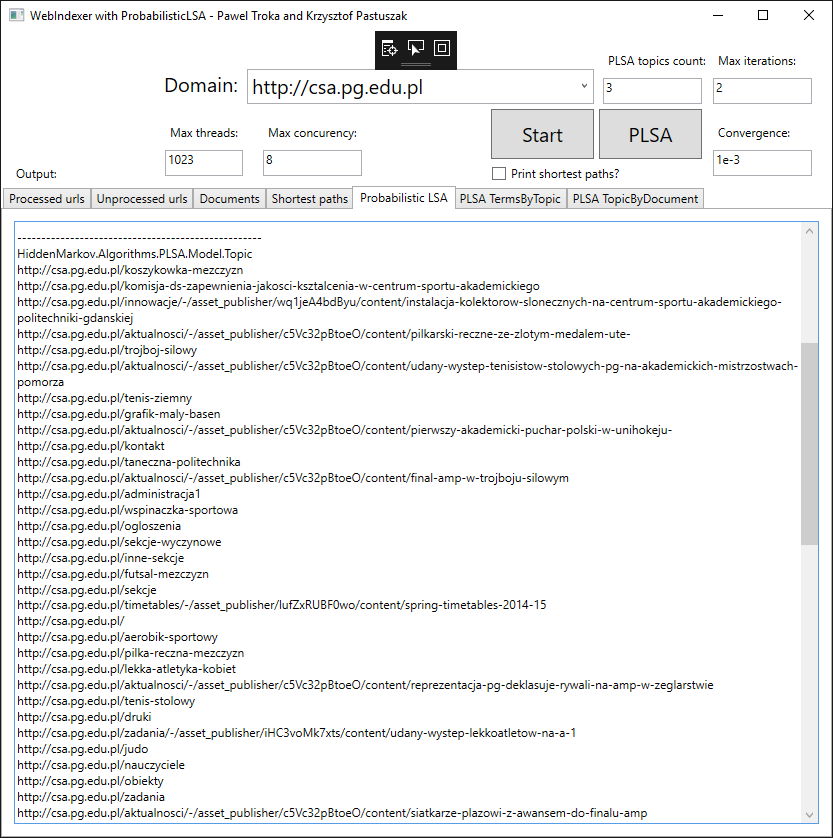 WebIndexer with ProbabilisticLSA - Pawel Troka and Krzysztof Pastuszak
PLSA topics count:
Max iterations:
Domain:
http://csa.pg.edu.pl
3
2
Max threads:
Max concurency:
Start
PLSA
Convergence:
1023
8
1e-3
Output:
Print shortest paths?
Processed urls
Unprocessed urls
Documents
Shortest paths
Probabilistic LSA
PLSA TermsByTopic
PLSA TopicByDocument
--------------------------------------------------
HiddenMarkov.Algorithms.PLSA.Model.Topic
http://csa.pg.edu.pl/koszykowka-mezczyzn
http://csa.pg.edu.pl/komisja-ds-zapewnienia-jakosci-ksztalcenia-w-centrum-sportu-akademickiego
http://csa.pg.edu.pl/innowacje/-/asset_publisher/wq1jeA4bdByu/content/instalacja-kolektorow-slonecznych-na-centrum-sportu-akademickiego-
politechniki-gdanskiej
http://csa.pg.edu.pl/aktualnosci/-/asset_publisher/c5Vc32pBtoeO/content/pilkarski-reczne-ze-zlotym-medalem-ute-
http://csa.pg.edu.pl/trojboj-silowy
http://csa.pg.edu.pl/aktualnosci/-/asset_publisher/c5Vc32pBtoeO/content/udany-wystep-tenisistow-stolowych-pg-na-akademickich-mistrzostwach-
pomorza
http://csa.pg.edu.pl/tenis-ziemny
http://csa.pg.edu.pl/grafik-maly-basen
http://csa.pg.edu.pl/aktualnosci/-/asset_publisher/c5Vc32pBtoeO/content/pierwszy-akademicki-puchar-polski-w-unihokeju-
http://csa.pg.edu.pl/kontakt
http://csa.pg.edu.pl/taneczna-politechnika
http://csa.pg.edu.pl/aktualnosci/-/asset_publisher/c5Vc32pBtoeO/content/final-amp-w-trojboju-silowym
http://csa.pg.edu.pl/administracja1
http://csa.pg.edu.pl/wspinaczka-sportowa
http://csa.pg.edu.pl/ogloszenia
http://csa.pg.edu.pl/sekcje-wyczynowe
http://csa.pg.edu.pl/inne-sekcje
http://csa.pg.edu.pl/futsal-mezczyzn
http://csa.pg.edu.pl/sekcje
http://csa.pg.edu.pl/timetables/-/asset_publisher/lufZxRUBF0wo/content/spring-timetables-2014-15
http://csa.pg.edu.pl/
http://csa.pg.edu.pl/aerobik-sportowy
http://csa.pg.edu.pl/pilka-reczna-mezczyzn
http://csa.pg.edu.pl/lekka-atletyka-kobiet
http://csa.pg.edu.pl/aktualnosci/-/asset_publisher/c5Vc32pBtoeO/content/reprezentacja-pg-deklasuje-rywali-na-amp-w-zeglarstwie
http://csa.pg.edu.pl/tenis-stolowy
http://csa.pg.edu.pl/druki
http://csa.pg.edu.pl/zadania/-/asset_publisher/iHC3voMk7xts/content/udany-wystep-lekkoatletow-na-a-1
http://csa.pg.edu.pl/judo
http://csa.pg.edu.pl/nauczyciele
http://csa.pg.edu.pl/obiekty
http://csa.pg.edu.pl/zadania
http://csa.pg.edu.pl/aktualnosci/-/asset_publisher/c5Vc32pBtoeO/content/siatkarze-plazowi-z-awansem-do-finalu-amp